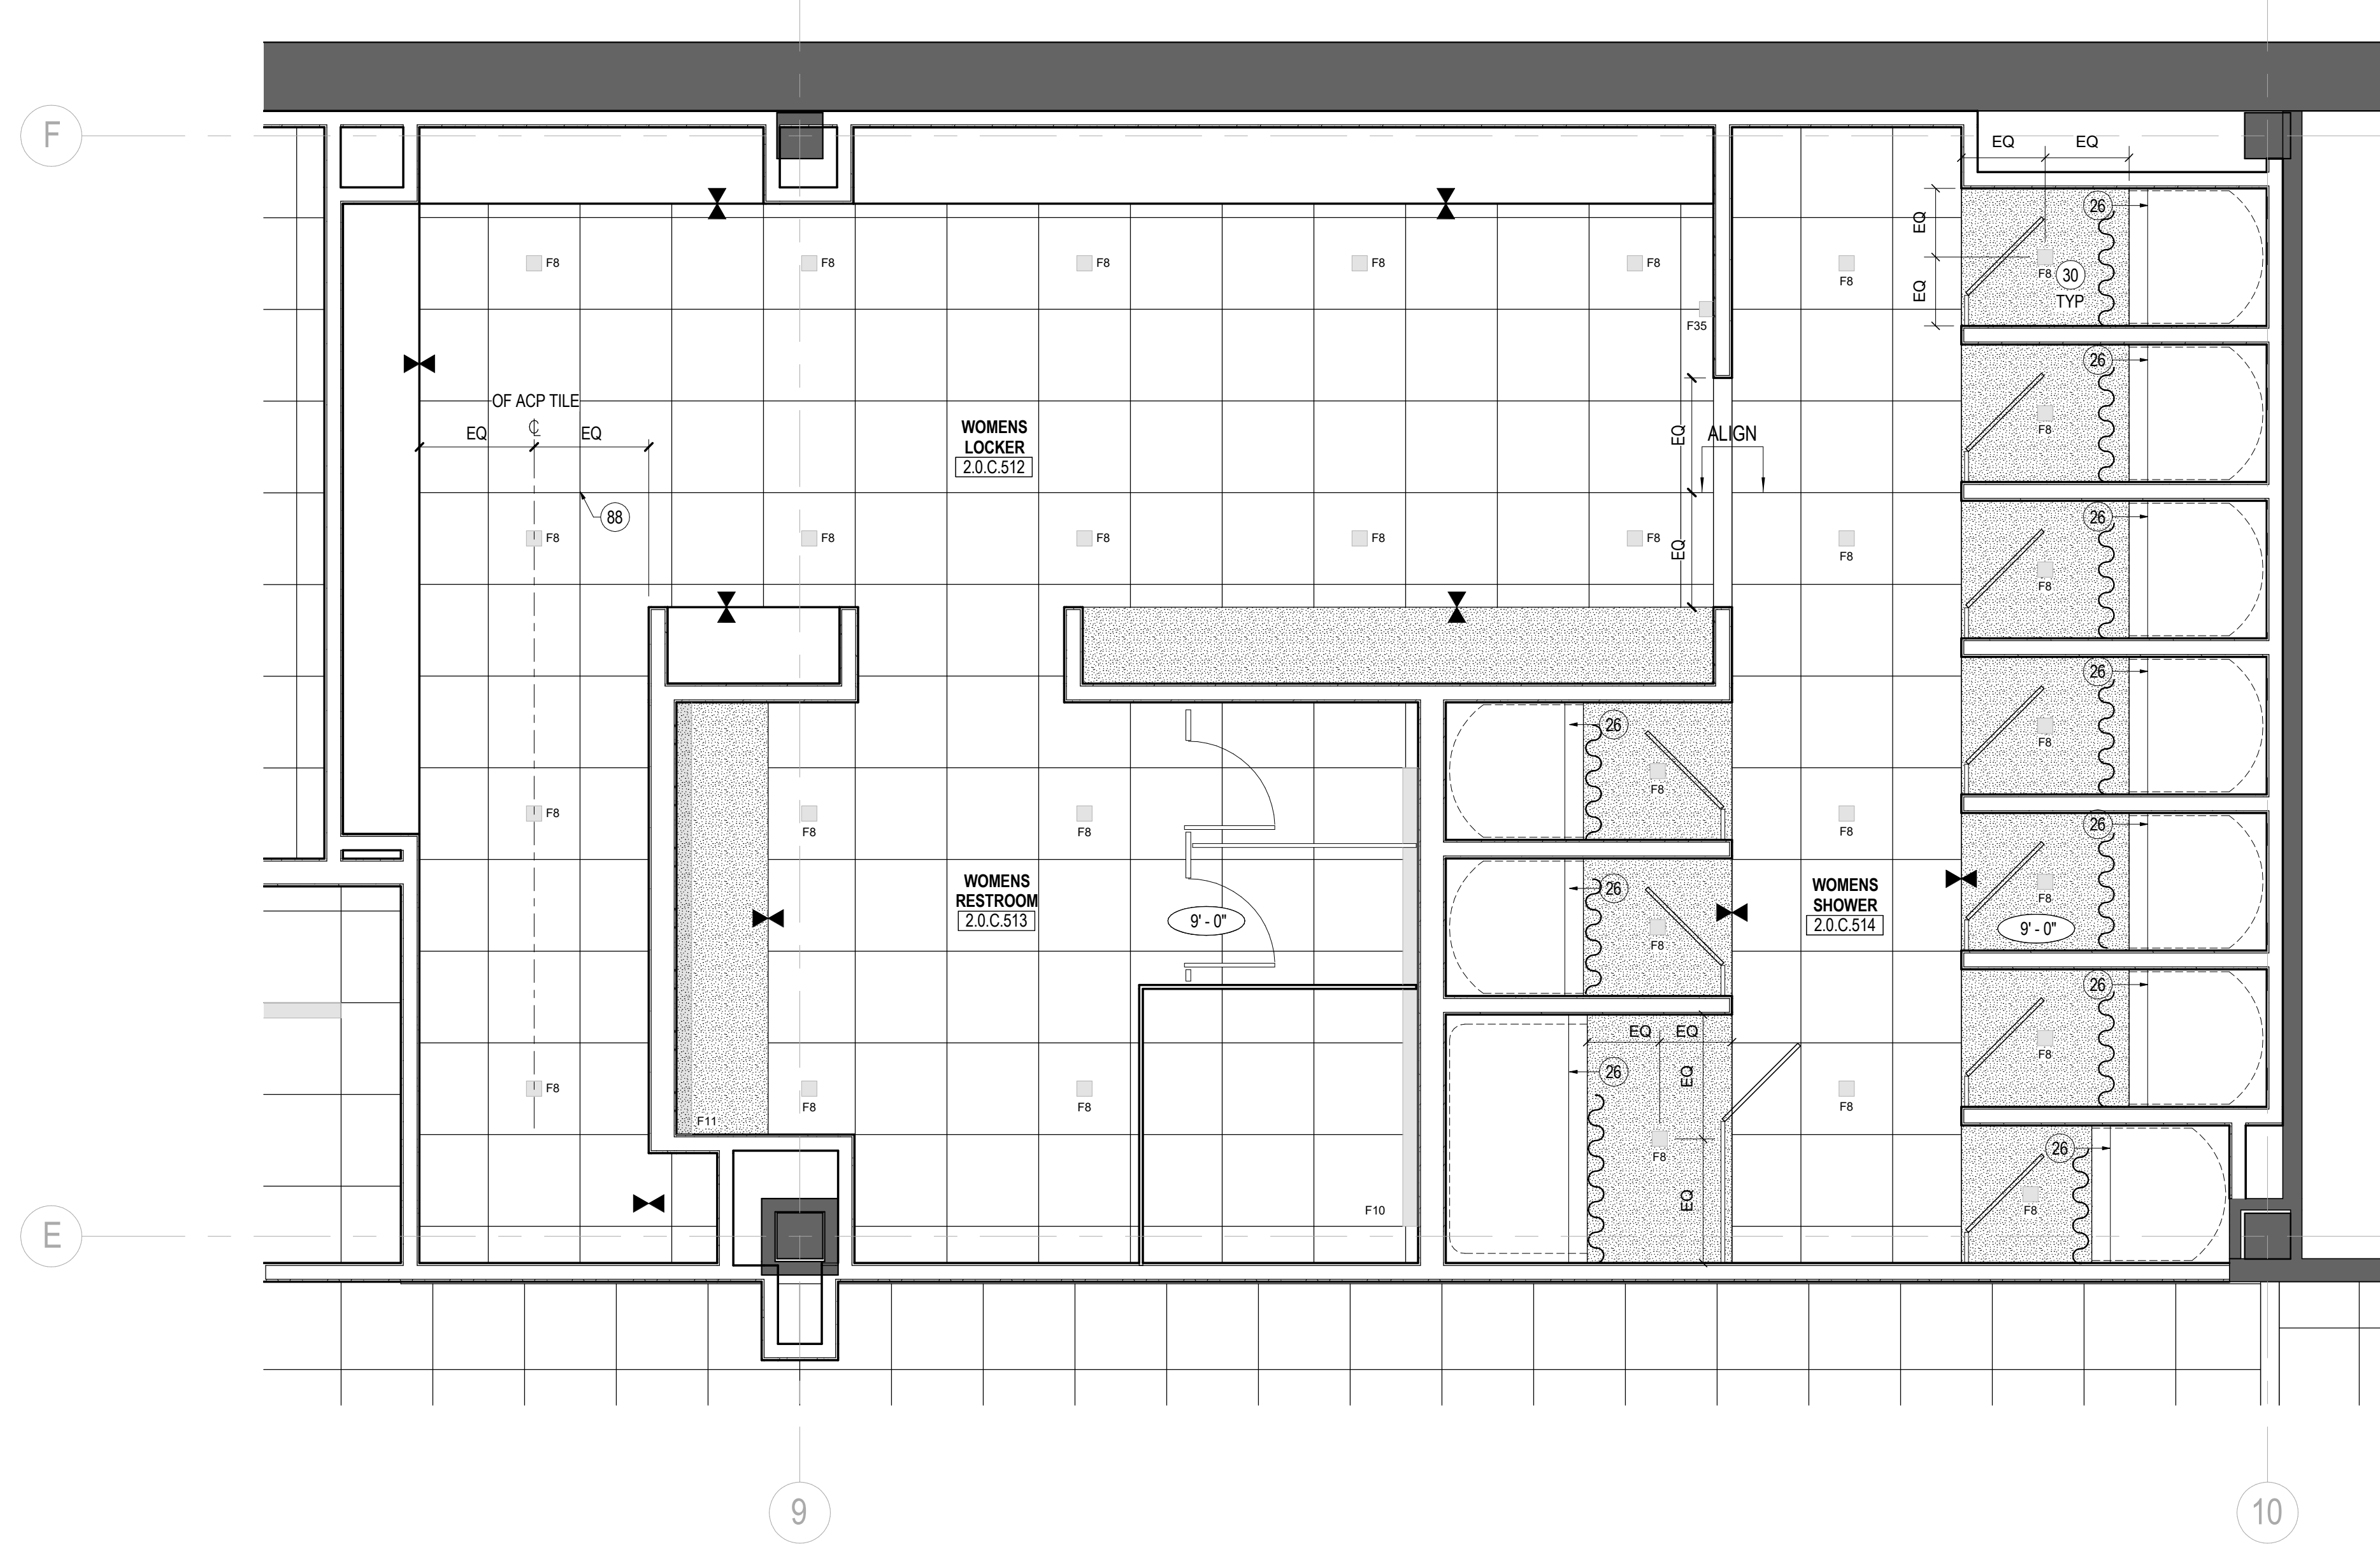 F
EQ EQ
26
EQ
F8 F8 F8 F8 F8 F8
F8 30
TYP
EQ
F35
26
OF ACP TILE
EQ ℄ EQ
WOMENS
LOCKER
2.0.C.512
EQ ALIGN
F8
88
26
F8 F8 F8 F8 F8 F8
EQ
F8
26
26
F8
F8
F8 F8 F8 F8
26
WOMENS
RESTROOM
2.0.C.513
9' - 0"
26
F8
WOMENS
SHOWER
2.0.C.514
F8
9' - 0"
26
EQ EQ
26
EQ
F8
F8 F8 F8 F8
F11
F8
26
EQ
F10
F8
E
9
10